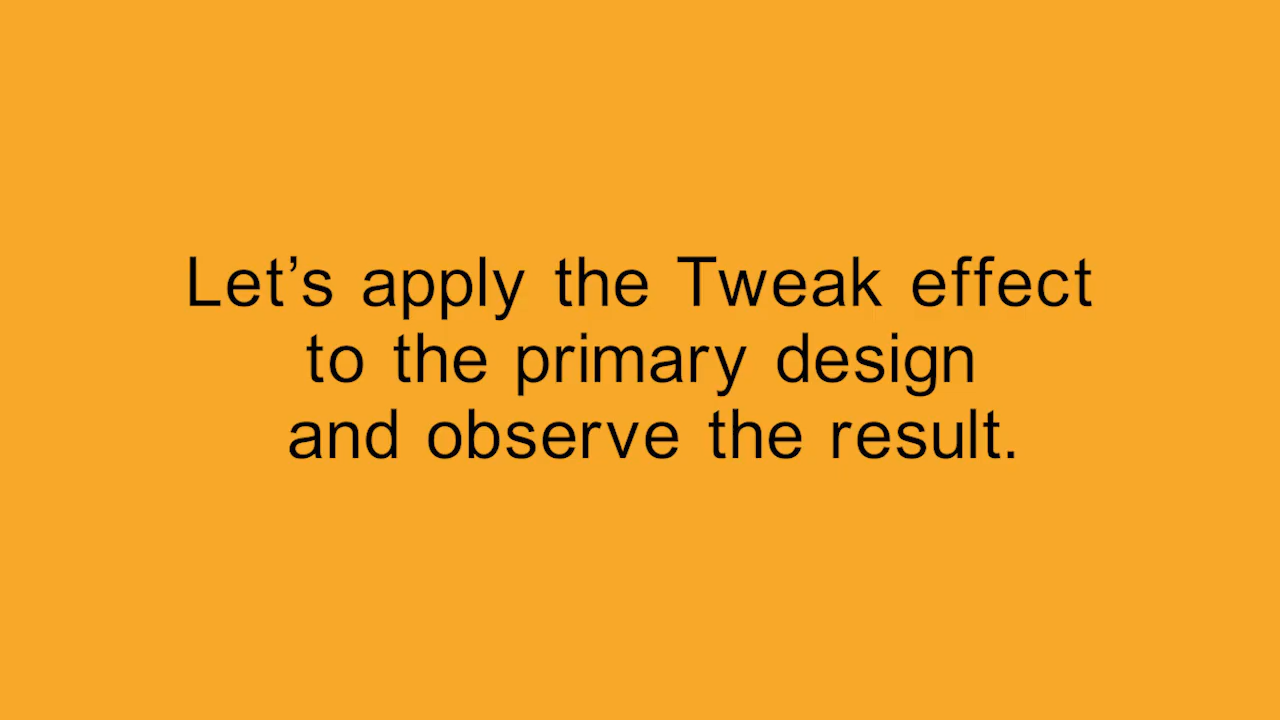 Let’s apply the Tweak effect
to the primary design
and observe the result.